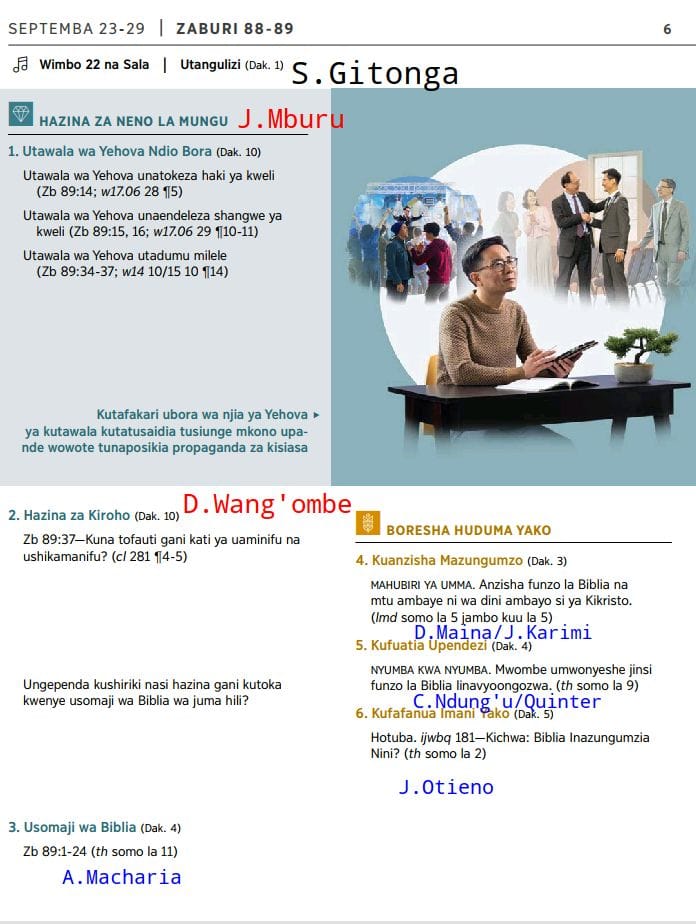 SEPTEMBA 23-29 | ZABURI 88-89
6
Wimbo 22 na Sala | Utangulizi (Dak. 1) S.Gitonga
HAZINA ZA NENO LA MUNGU J.Mburu
1. Utawala wa Yehova Ndio Bora (Dak. 10)
Utawala wa Yehova unatokeza haki ya kweli
(Zb 89:14; w17.06 28 ¶5)
Utawala wa Yehova unaendeleza shangwe ya
kweli (Zb 89:15, 16; w17.06 29 ¶10-11)
Utawala wa Yehova utadumu milele
(Zb 89:34-37; w14 10/15 10 ¶14)
Kutafakari ubora wa njia ya Yehova ▸
ya kutawala kutatusaidia tusiunge mkono upa-
nde wowote tunaposikia propaganda za kisiasa
2. Hazina za Kiroho (Dak. 10) D.Wang'ombe
Zb 89:37—Kuna tofauti gani kati ya uaminifu na
ushikamanifu? (cl 281 ¶4-5)
Ungependa kushiriki nasi hazina gani kutoka
kwenye usomaji wa Biblia wa juma hili?
3. Usomaji wa Biblia (Dak. 4)
Zb 89:1-24 (th somo la 11)
A.Macharia
BORESHA HUDUMA YAKO
4. Kuanzisha Mazungumzo (Dak. 3)
MAHUBIRI YA UMMA. Anzisha funzo la Biblia na
mtu ambaye ni wa dini ambayo si ya Kikristo.
(lmd somo la 5 jambo kuu la 5)
D.Maina/J.Karimi
5. Kufuatia Upendezi (Dak. 4)
NYUMBA KWA NYUMBA. Mwombe umwonyeshe jinsi
funzo la Biblia linavyoongozwa. (th somo la 9)
C.Ndung'u/Quinter
6. Kufafanua Imani Yako (Dak. 5)
Hotuba. ijwbq 181—Kichwa: Biblia Inazungumzia
Nini? (th somo la 2)
J.Otieno